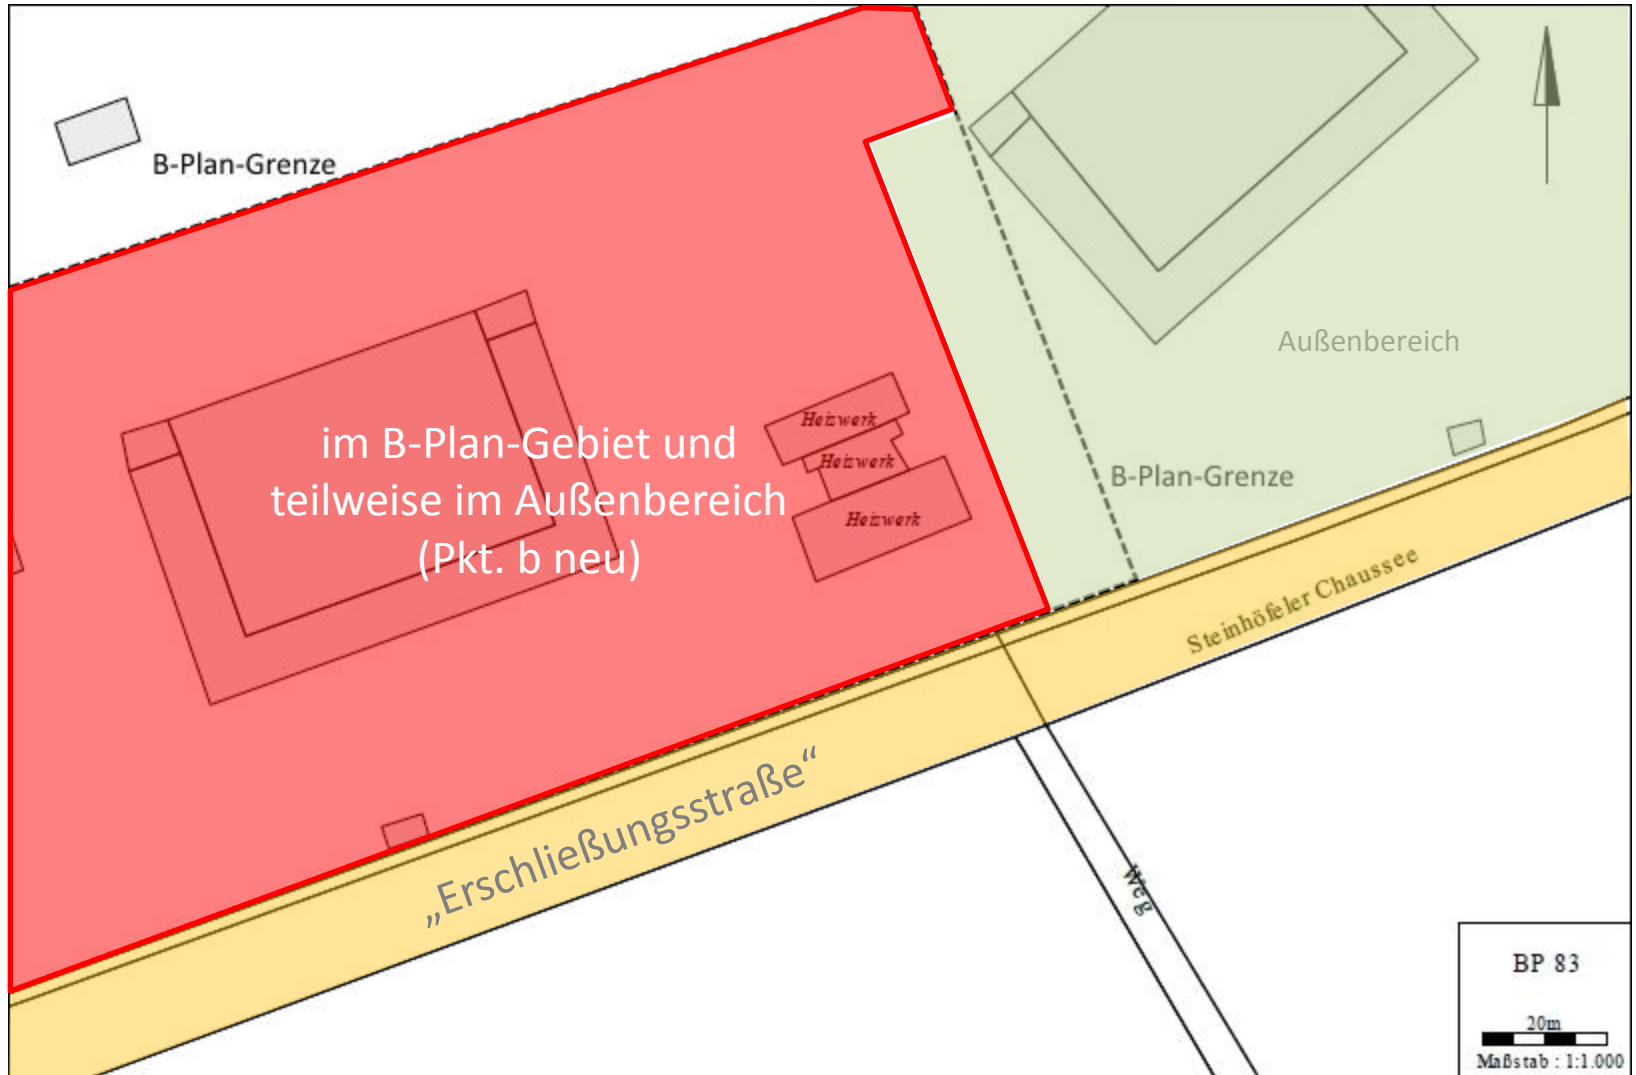 B-Plan-Grenze
Außenbereich
Heizwerk
im B-Plan-Gebiet und
teilweise im Außenbereich
(Pkt. b neu)
Heizwerk
Heizwerk
B-Plan-Grenze
Steinhöfeler Chaussee
„Erschließungsstraße“
Weg
BP 83
20m
Maßstab : 1:1.000